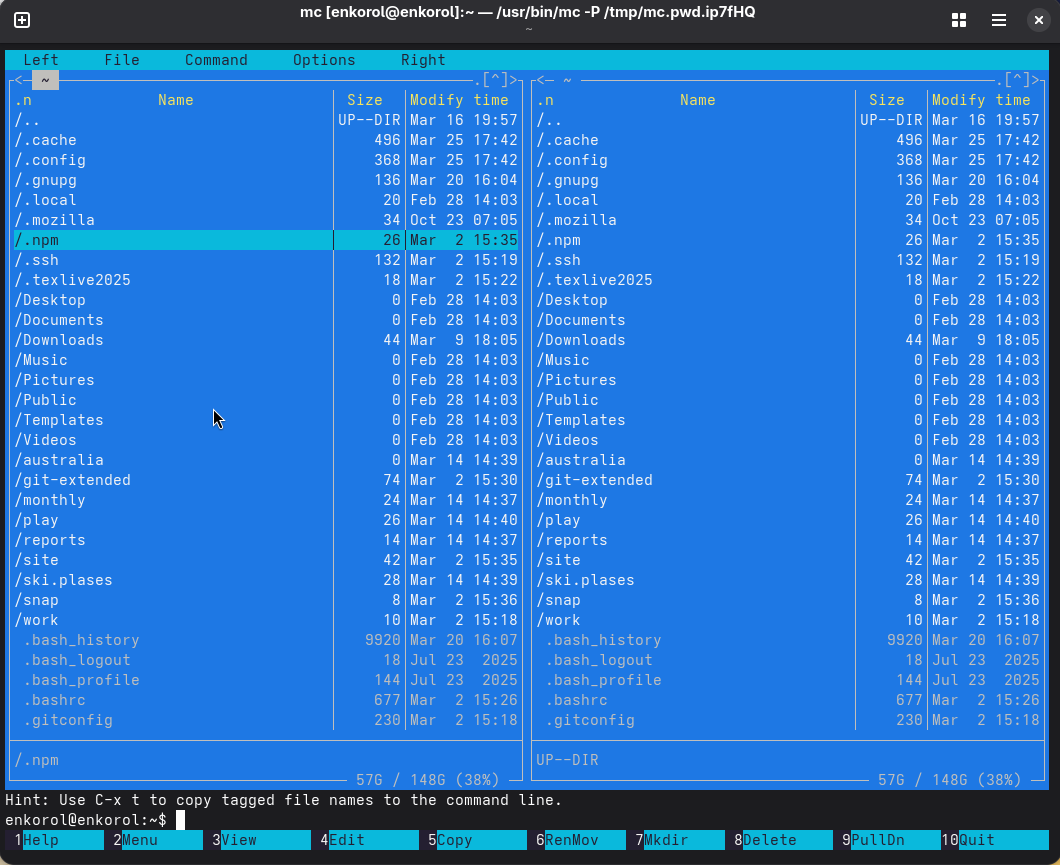 mc [enkorol@enkorol]:~ — /usr/bin/mc -P /tmp/mc.pwd.ip7fHQ
~
Left File Command Options Right
<─ ~ ─.[^]>─ <─ ~ ─.[^]>─
.n Name Size Modify time .n Name Size Modify time
/.. UP--DIR Mar 16 19:57 /.. UP--DIR Mar 16 19:57
/.cache 496 Mar 25 17:42 /.cache 496 Mar 25 17:42
/.config 368 Mar 25 17:42 /.config 368 Mar 25 17:42
/.gnupg 136 Mar 20 16:04 /.gnupg 136 Mar 20 16:04
/.local 20 Feb 28 14:03 /.local 20 Feb 28 14:03
/.mozilla 34 Oct 23 07:05 /.mozilla 34 Oct 23 07:05
/.npm 26 Mar 2 15:35 /.npm 26 Mar 2 15:35
/.ssh 132 Mar 2 15:19 /.ssh 132 Mar 2 15:19
/.texlive2025 18 Mar 2 15:22 /.texlive2025 18 Mar 2 15:22
/Desktop 0 Feb 28 14:03 /Desktop 0 Feb 28 14:03
/Documents 0 Feb 28 14:03 /Documents 0 Feb 28 14:03
/Downloads 44 Mar 9 18:05 /Downloads 44 Mar 9 18:05
/Music 0 Feb 28 14:03 /Music 0 Feb 28 14:03
/Pictures 0 Feb 28 14:03 /Pictures 0 Feb 28 14:03
/Public 0 Feb 28 14:03 /Public 0 Feb 28 14:03
/Templates 0 Feb 28 14:03 /Templates 0 Feb 28 14:03
/Videos 0 Feb 28 14:03 /Videos 0 Feb 28 14:03
/australia 0 Mar 14 14:39 /australia 0 Mar 14 14:39
/git-extended 74 Mar 2 15:30 /git-extended 74 Mar 2 15:30
/monthly 24 Mar 14 14:37 /monthly 24 Mar 14 14:37
/play 26 Mar 14 14:40 /play 26 Mar 14 14:40
/reports 14 Mar 14 14:37 /reports 14 Mar 14 14:37
/site 42 Mar 2 15:35 /site 42 Mar 2 15:35
/ski.plases 28 Mar 14 14:39 /ski.plases 28 Mar 14 14:39
/snap 8 Mar 2 15:36 /snap 8 Mar 2 15:36
/work 10 Mar 2 15:18 /work 10 Mar 2 15:18
.bash_history 9920 Mar 20 16:07 .bash_history 9920 Mar 20 16:07
.bash_logout 18 Jul 23 2025 .bash_logout 18 Jul 23 2025
.bash_profile 144 Jul 23 2025 .bash_profile 144 Jul 23 2025
.bashrc 677 Mar 2 15:26 .bashrc 677 Mar 2 15:26
.gitconfig 230 Mar 2 15:18 .gitconfig 230 Mar 2 15:18
/.npm UP--DIR
57G / 148G (38%) 57G / 148G (38%)
Hint: Use C-x t to copy tagged file names to the command line.
enkorol@enkorol:~$
1Help 2Menu 3View 4Edit 5Copy 6RenMov 7Mkdir 8Delete 9PullDn 10Quit